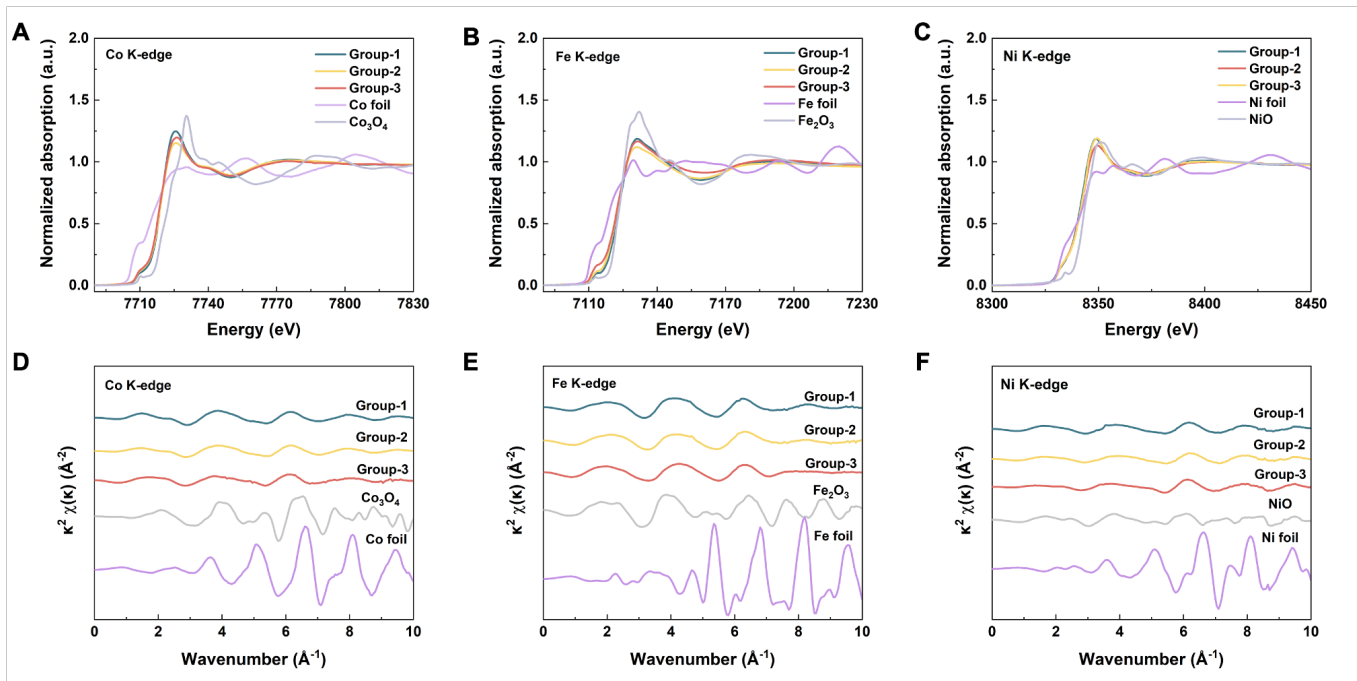 A
Co K-edge
Group-1
Group-2
Group-3
Co foil
Co₃O₄
2.0
1.5
1.0
0.5
0.0
7710
7740
7770
7800
7830
Normalized absorption (a.u.)
Energy (eV)
B
Fe K-edge
Group-1
Group-2
Group-3
Fe foil
Fe₂O₃
2.0
1.5
1.0
0.5
0.0
7110
7140
7170
7200
7230
Normalized absorption (a.u.)
Energy (eV)
C
Ni K-edge
Group-1
Group-2
Group-3
Ni foil
NiO
2.0
1.5
1.0
0.5
0.0
8300
8350
8400
8450
Normalized absorption (a.u.)
Energy (eV)
D
Co K-edge
Group-1
Group-2
Group-3
Co₃O₄
Co foil
0
2
4
6
8
10
κ² χ(κ) (Å⁻²)
Wavenumber (Å⁻¹)
E
Fe K-edge
Group-1
Group-2
Group-3
Fe₂O₃
Fe foil
0
2
4
6
8
10
κ² χ(κ) (Å⁻²)
Wavenumber (Å⁻¹)
F
Ni K-edge
Group-1
Group-2
Group-3
NiO
Ni foil
0
2
4
6
8
10
κ² χ(κ) (Å⁻²)
Wavenumber (Å⁻¹)